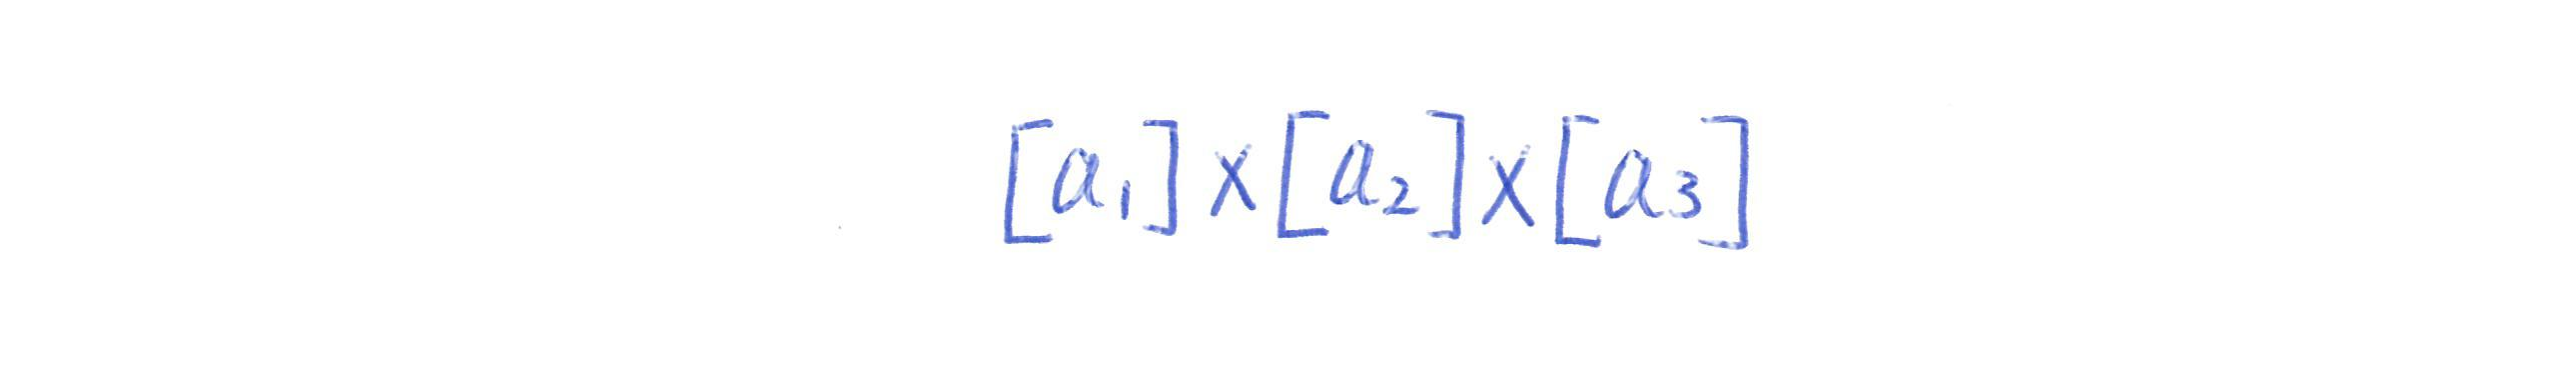 [a₁] × [a₂] × [a₃]